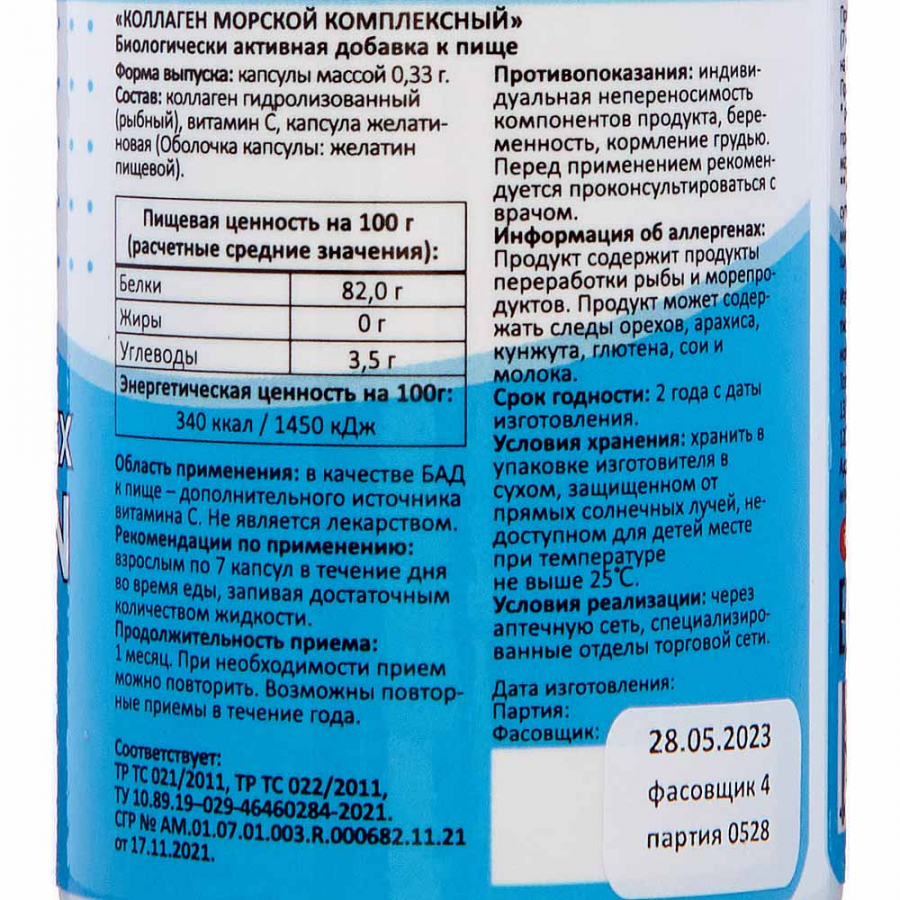 «КОЛЛАГЕН МОРСКОЙ КОМПЛЕКСНЫЙ»
Биологически активная добавка к пище
Форма выпуска: капсулы массой 0,33 г.
Состав: коллаген гидролизованный
(рыбный), витамин С, капсула желати-
новая (Оболочка капсулы: желатин
пищевой).
Пищевая ценность на 100 г
(расчетные средние значения):
Белки 82,0 г
Жиры 0 г
Углеводы 3,5 г
Энергетическая ценность на 100г:
340 ккал / 1450 кДж
Область применения: в качестве БАД
к пище – дополнительного источника
витамина С. Не является лекарством.
Рекомендации по применению:
взрослым по 7 капсул в течение дня
во время еды, запивая достаточным
количеством жидкости.
Продолжительность приема:
1 месяц. При необходимости прием
можно повторить. Возможны повтор-
ные приемы в течение года.
Соответствует:
ТР ТС 021/2011, ТР ТС 022/2011,
ТУ 10.89.19–029-46460284-2021.
СГР № АМ.01.07.01.003.R.000682.11.21
от 17.11.2021.
Противопоказания: индиви-
дуальная непереносимость
компонентов продукта, бере-
менность, кормление грудью.
Перед применением рекомен-
дуется проконсультироваться с
врачом.
Информация об аллергенах:
Продукт содержит продукты
переработки рыбы и морепро-
дуктов. Продукт может содер-
жать следы орехов, арахиса,
кунжута, глютена, сои и
молока.
Срок годности: 2 года с даты
изготовления.
Условия хранения: хранить в
упаковке изготовителя в
сухом, защищенном от
прямых солнечных лучей, не-
доступном для детей месте
при температуре
не выше 25°С.
Условия реализации: через
аптечную сеть, специализиро-
ванные отделы торговой сети.
Дата изготовления:
Партия:
Фасовщик:
28.05.2023
фасовщик 4
партия 0528
EX
N